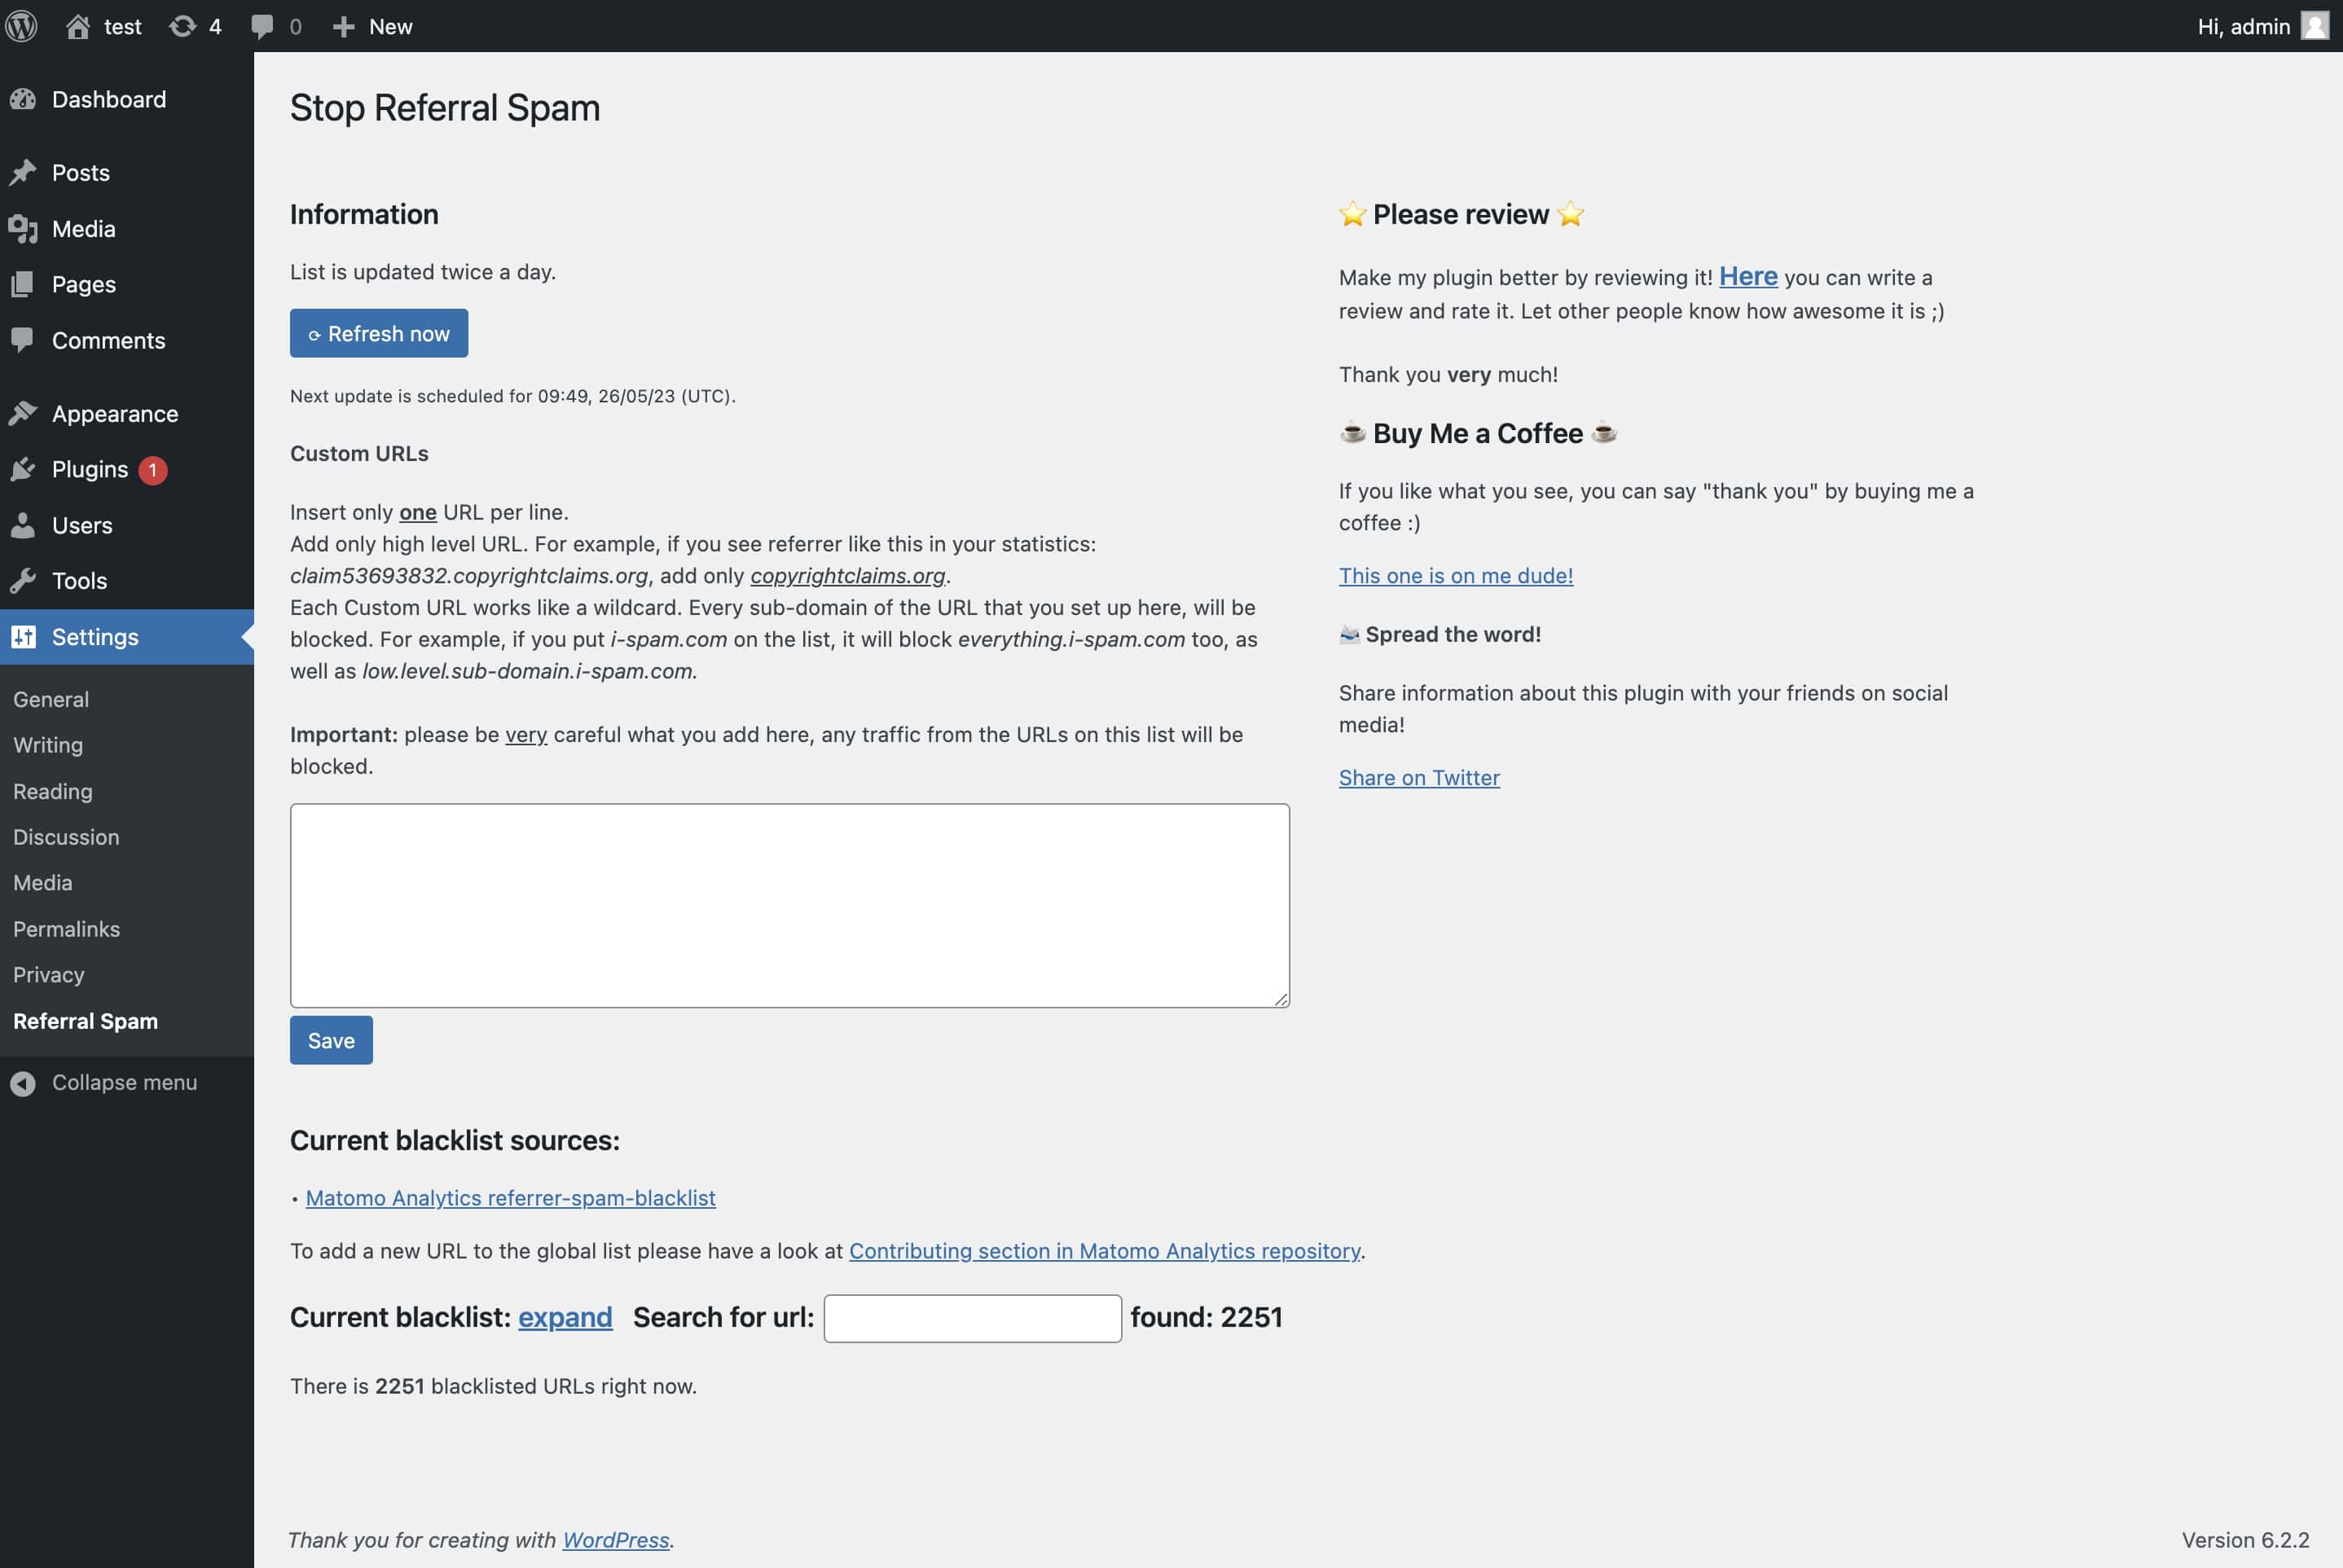 test 4 0 New Hi, admin
Dashboard
Posts
Media
Pages
Comments
Appearance
Plugins 1
Users
Tools
Settings
General
Writing
Reading
Discussion
Media
Permalinks
Privacy
Referral Spam
Collapse menu
Stop Referral Spam
Information
List is updated twice a day.
⟳ Refresh now
Next update is scheduled for 09:49, 26/05/23 (UTC).
Custom URLs
Insert only one URL per line.
Add only high level URL. For example, if you see referrer like this in your statistics:
claim53693832.copyrightclaims.org, add only copyrightclaims.org.
Each Custom URL works like a wildcard. Every sub-domain of the URL that you set up here, will be
blocked. For example, if you put i-spam.com on the list, it will block everything.i-spam.com too, as
well as low.level.sub-domain.i-spam.com.
Important: please be very careful what you add here, any traffic from the URLs on this list will be
blocked.
Save
Current blacklist sources:
• Matomo Analytics referrer-spam-blacklist
To add a new URL to the global list please have a look at Contributing section in Matomo Analytics repository.
Current blacklist: expand Search for url: found: 2251
There is 2251 blacklisted URLs right now.
⭐ Please review ⭐
Make my plugin better by reviewing it! Here you can write a
review and rate it. Let other people know how awesome it is ;)
Thank you very much!
☕ Buy Me a Coffee ☕
If you like what you see, you can say "thank you" by buying me a
coffee :)
This one is on me dude!
Spread the word!
Share information about this plugin with your friends on social
media!
Share on Twitter
Thank you for creating with WordPress.
Version 6.2.2